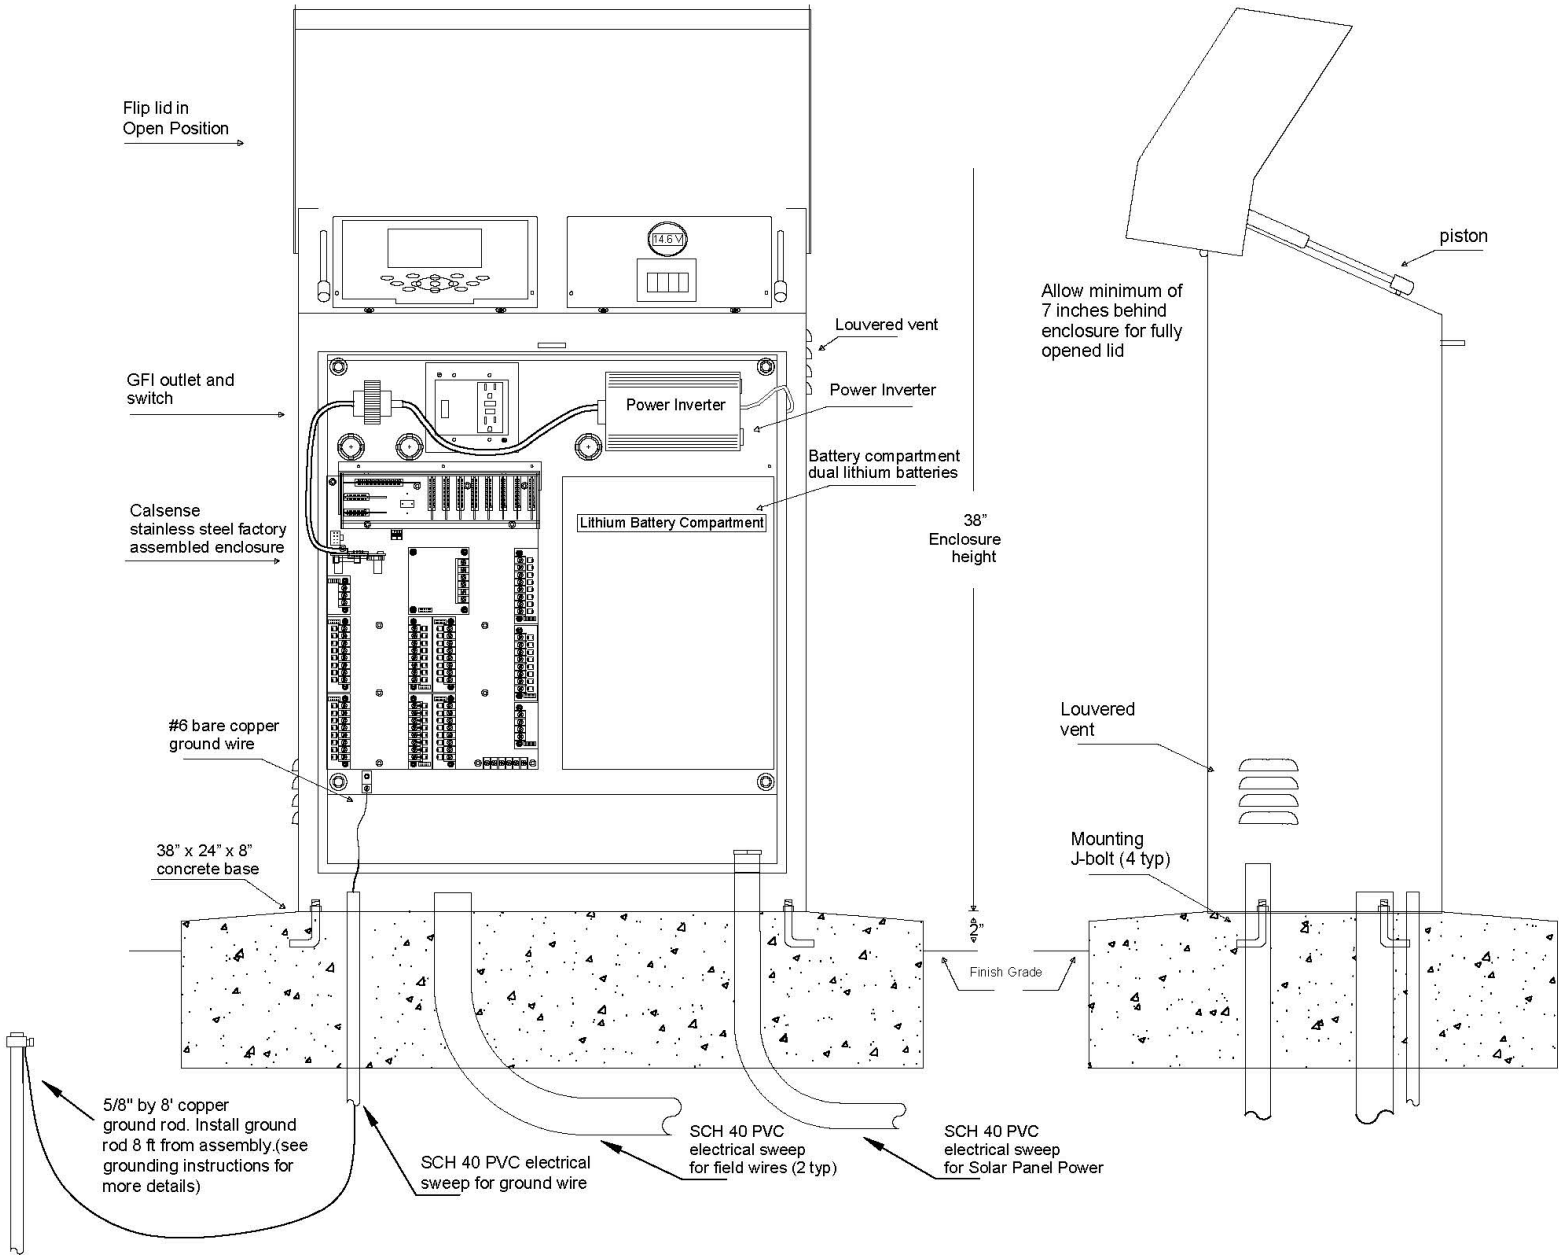 Flip lid in
Open Position
14.6 V
piston
Allow minimum of
7 inches behind
enclosure for fully
opened lid
Louvered vent
GFI outlet and
switch
Power Inverter
Power Inverter
Battery compartment
dual lithium batteries
Calsense
stainless steel factory
assembled enclosure
Lithium Battery Compartment
38”
Enclosure
height
#6 bare copper
ground wire
Louvered
vent
38” x 24” x 8”
concrete base
Mounting
J-bolt (4 typ)
2”
Finish Grade
5/8" by 8' copper
ground rod. Install ground
rod 8 ft from assembly.(see
grounding instructions for
more details)
SCH 40 PVC electrical
sweep for ground wire
SCH 40 PVC
electrical sweep
for field wires (2 typ)
SCH 40 PVC
electrical sweep
for Solar Panel Power